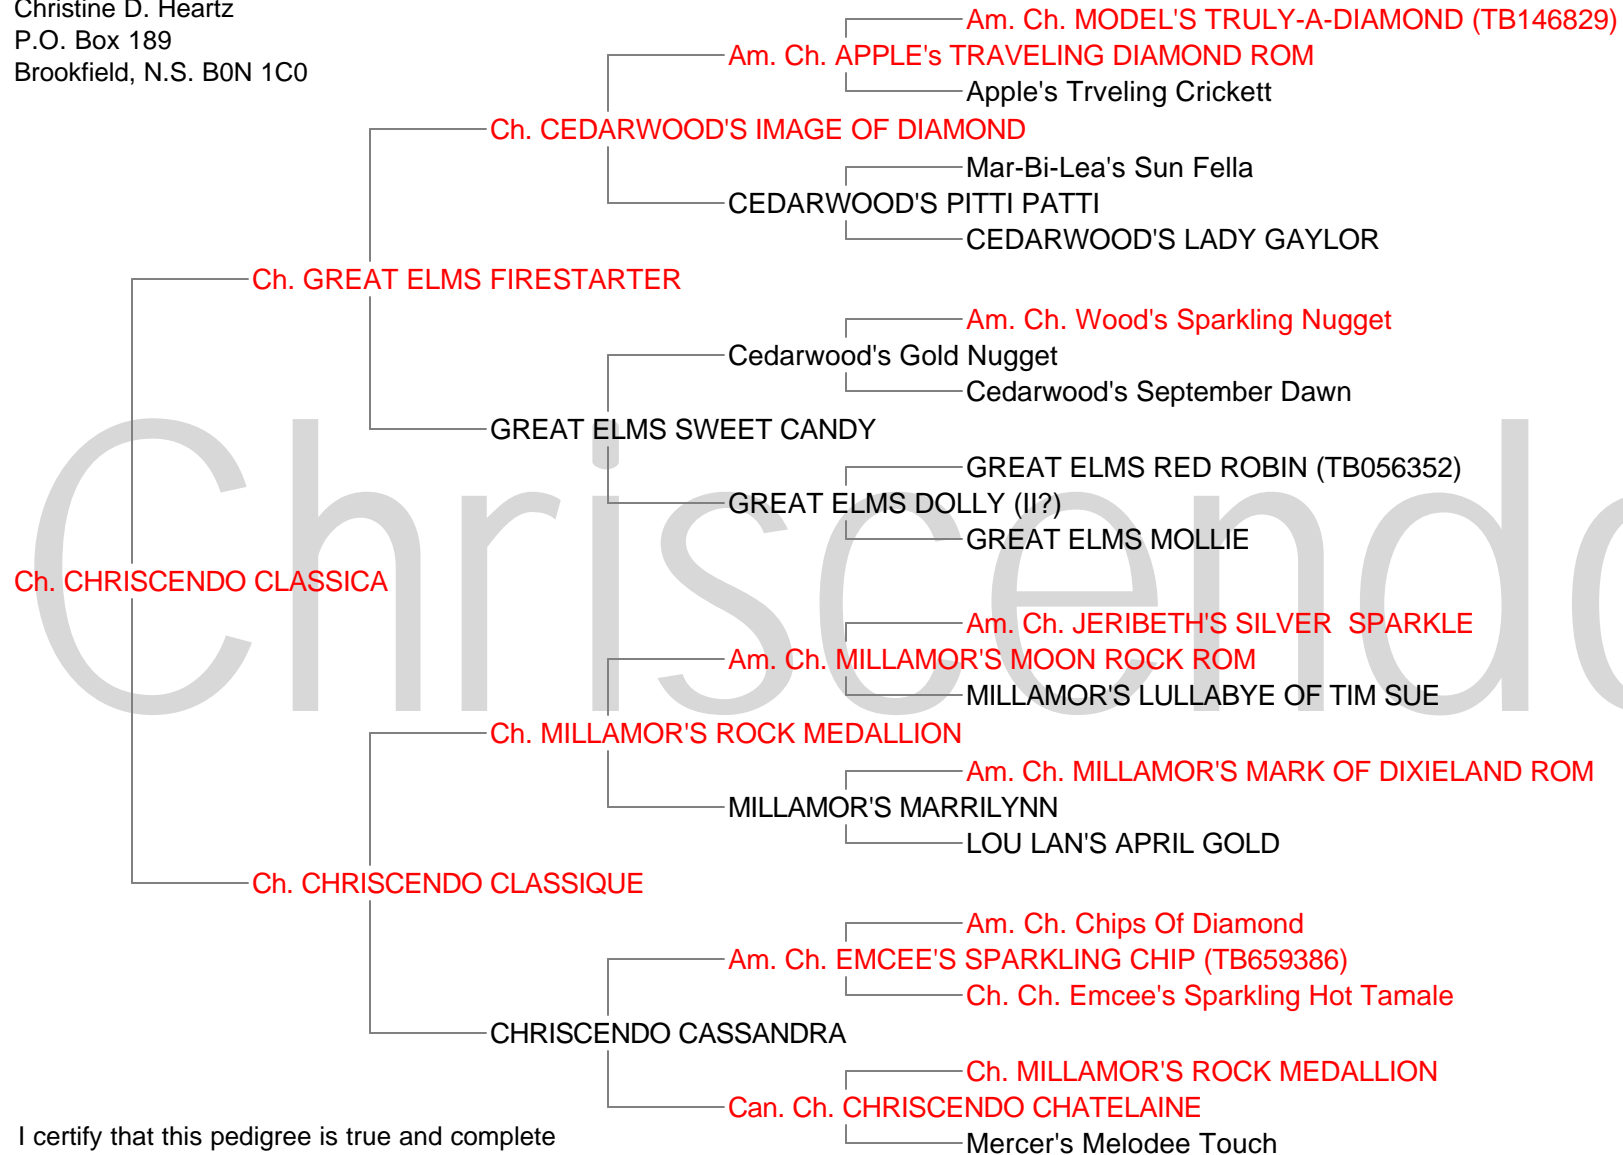 Christine D. Heartz
P.O. Box 189
Brookfield, N.S. B0N 1C0
Am. Ch. MODEL'S TRULY-A-DIAMOND (TB146829)
Am. Ch. APPLE's TRAVELING DIAMOND ROM
Apple's Trveling Crickett
Ch. CEDARWOOD'S IMAGE OF DIAMOND
Mar-Bi-Lea's Sun Fella
CEDARWOOD'S PITTI PATTI
CEDARWOOD'S LADY GAYLOR
Ch. GREAT ELMS FIRESTARTER
Am. Ch. Wood's Sparkling Nugget
Cedarwood's Gold Nugget
Cedarwood's September Dawn
GREAT ELMS SWEET CANDY
GREAT ELMS RED ROBIN (TB056352)
GREAT ELMS DOLLY (II?)
GREAT ELMS MOLLIE
Chriscendo
Ch. CHRISCENDO CLASSICA
Am. Ch. JERIBETH'S SILVER  SPARKLE
Am. Ch. MILLAMOR'S MOON ROCK ROM
MILLAMOR'S LULLABYE OF TIM SUE
Ch. MILLAMOR'S ROCK MEDALLION
Am. Ch. MILLAMOR'S MARK OF DIXIELAND ROM
MILLAMOR'S MARRILYNN
LOU LAN'S APRIL GOLD
Ch. CHRISCENDO CLASSIQUE
Am. Ch. Chips Of Diamond
Am. Ch. EMCEE'S SPARKLING CHIP (TB659386)
Ch. Ch. Emcee's Sparkling Hot Tamale
CHRISCENDO CASSANDRA
Ch. MILLAMOR'S ROCK MEDALLION
Can. Ch. CHRISCENDO CHATELAINE
Mercer's Melodee Touch
I certify that this pedigree is true and complete